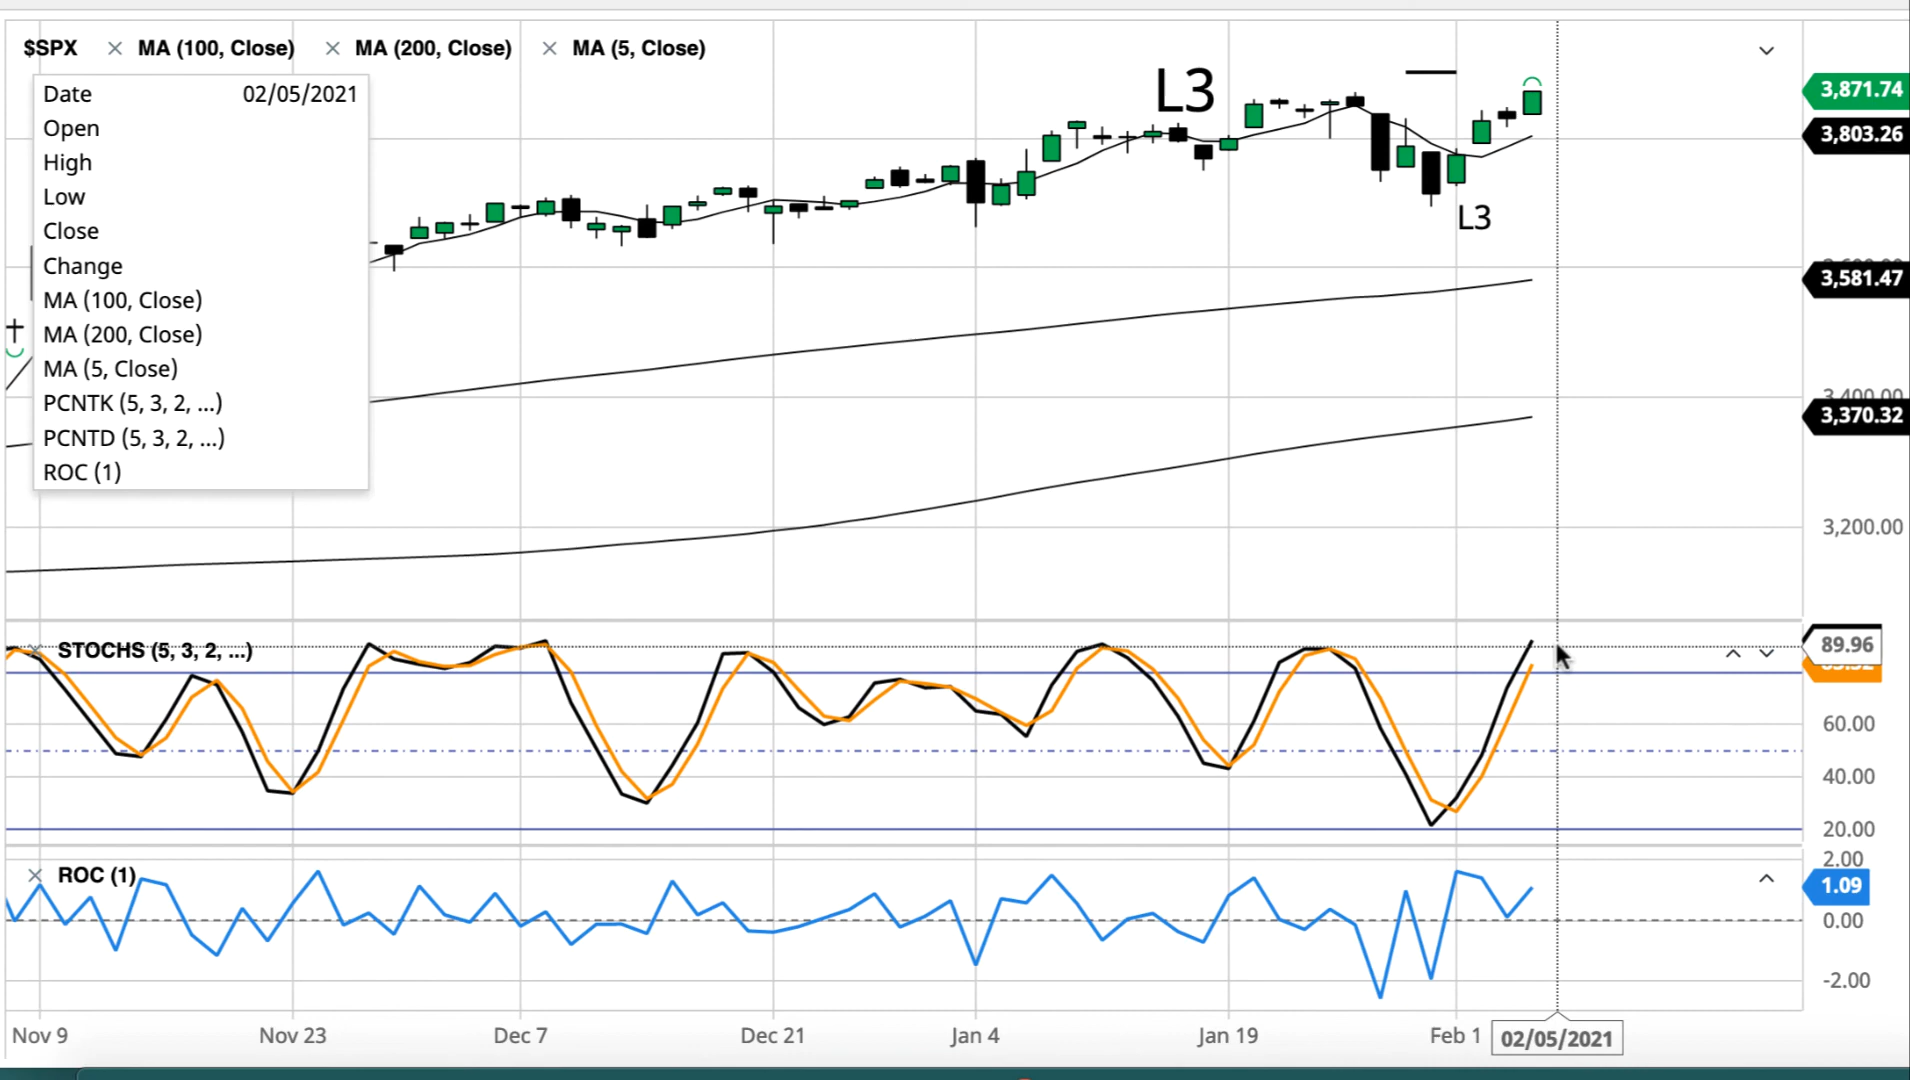 $SPX MA (100, Close) MA (200, Close) MA (5, Close)
Date 02/05/2021
Open
High
Low
Close
Change
MA (100, Close)
MA (200, Close)
MA (5, Close)
PCNTK (5, 3, 2, ...)
PCNTD (5, 3, 2, ...)
ROC (1)
L3
L3
3,871.74
3,803.26
3,581.47
3,400.00
3,370.32
3,200.00
STOCHS (5, 3, 2, ...)
89.96
60.00
40.00
20.00
ROC (1)
2.00
1.09
0.00
-2.00
Nov 9 Nov 23 Dec 7 Dec 21 Jan 4 Jan 19 Feb 1 02/05/2021